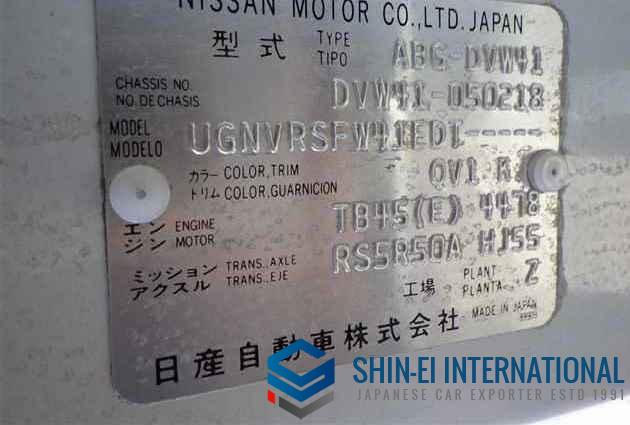 NISSAN MOTOR CO.,LTD. JAPAN
型式 TYPE TIPO ABG-DVW41
CHASSIS NO. NO. DE CHASIS DVW41-050218
MODEL MODELO UGNVRSFW41EDI-----
カラー COLOR, TRIM トリム COLOR, GUARNICION QV1
エンジン ENGINE MOTOR TB45(E) 4478
ミッション アクスル TRANS., AXLE TRANS., EJE RS5R50A HJ55
工場 PLANT PLANTA Z
MADE IN JAPAN
日産自動車株式会社
SHIN-EI INTERNATIONAL
JAPANESE CAR EXPORTER ESTD 1991